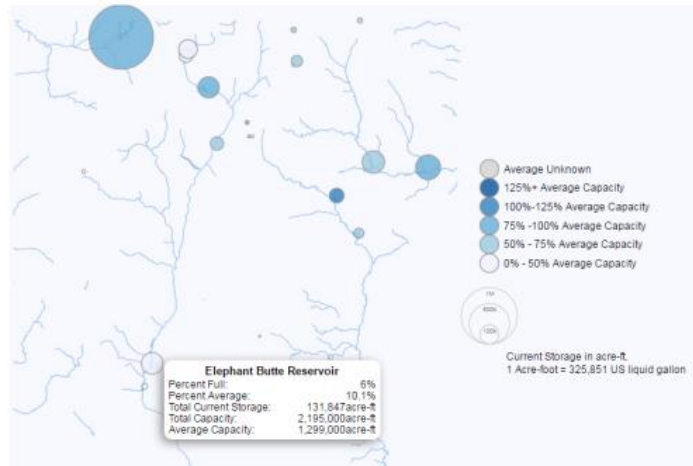 Average Unknown
125%+ Average Capacity
100%-125% Average Capacity
75% -100% Average Capacity
50% - 75% Average Capacity
0% - 50% Average Capacity
1M
400k
100k
Current Storage in acre-ft.
1 Acre-foot = 325,851 US liquid gallon
Elephant Butte Reservoir
Percent Full: 6%
Percent Average: 10.1%
Total Current Storage: 131,847acre-ft
Total Capacity: 2,195,000acre-ft
Average Capacity: 1,299,000acre-ft